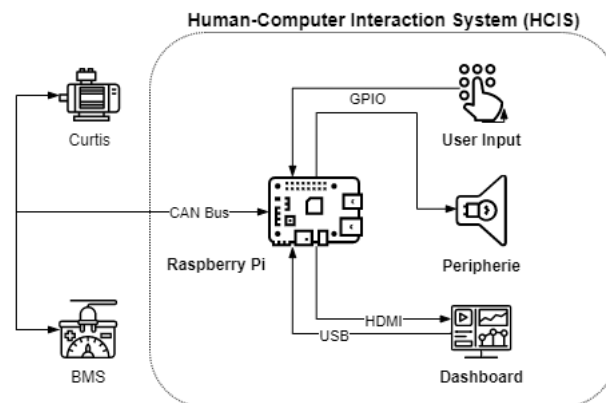 Human-Computer Interaction System (HCIS)
GPIO
Curtis
User Input
CAN Bus
Raspberry Pi
Peripherie
HDMI
USB
BMS
Dashboard